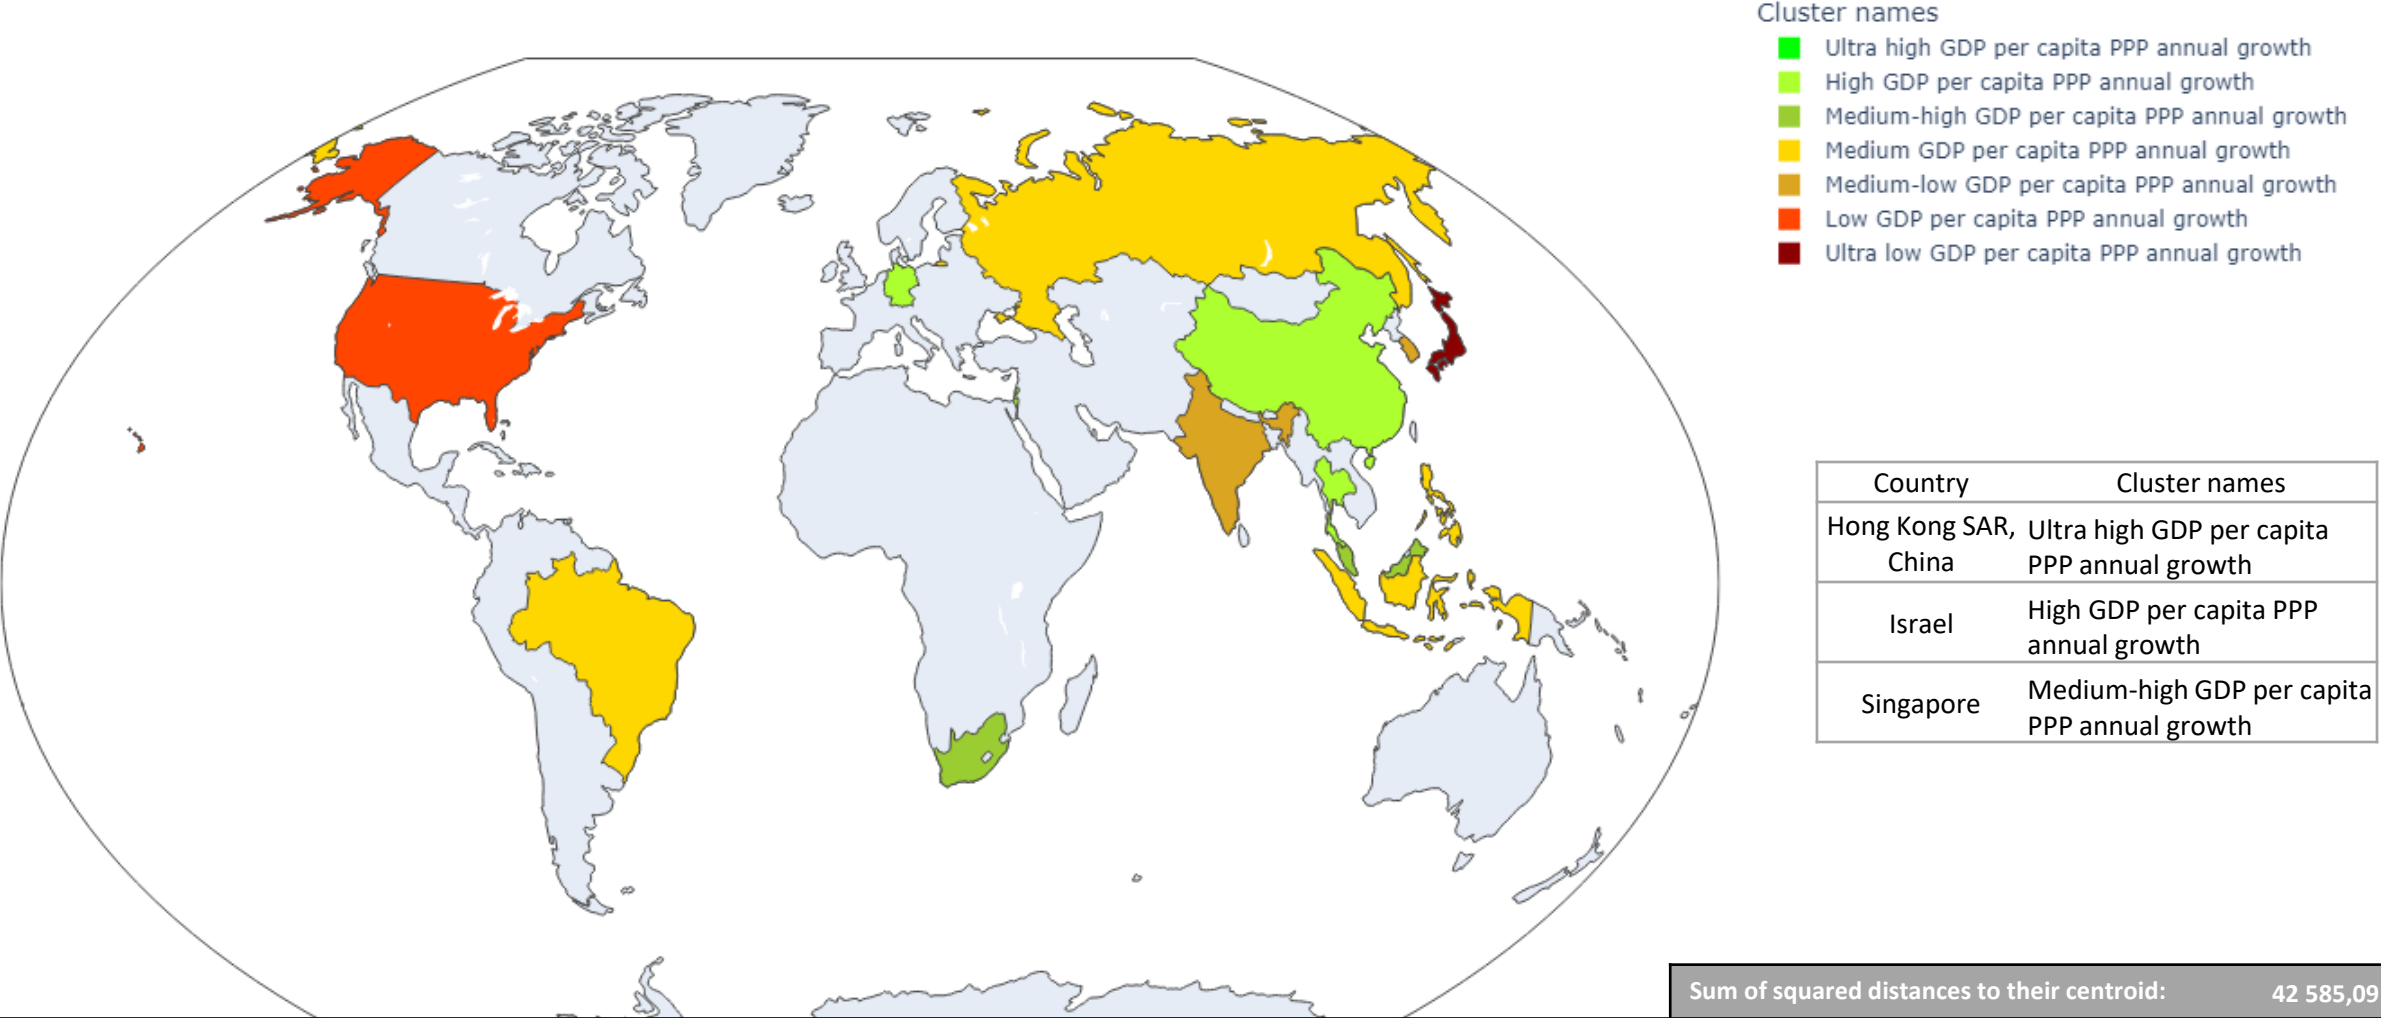 Cluster names
Ultra high GDP per capita PPP annual growth
High GDP per capita PPP annual growth
Medium-high GDP per capita PPP annual growth
Medium GDP per capita PPP annual growth
Medium-low GDP per capita PPP annual growth
Low GDP per capita PPP annual growth
Ultra low GDP per capita PPP annual growth
Country Cluster names
Hong Kong SAR, China
Ultra high GDP per capita
PPP annual growth
Israel
High GDP per capita PPP
annual growth
Singapore
Medium-high GDP per capita
PPP annual growth
Sum of squared distances to their centroid: 42 585,09